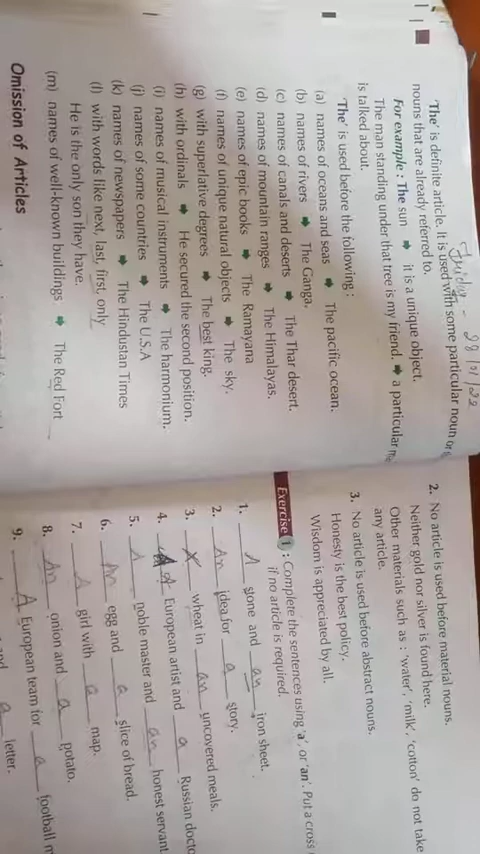 Friday - 29/7/22
'The' is definite article. It is used with some particular noun or
nouns that are already referred to.
For example : The sun → it is a unique object.
The man standing under that tree is my friend. → a particular
is talked about.
'The' is used before the following :
(a) names of oceans and seas → The pacific ocean.
(b) names of rivers → The Ganga.
(c) names of canals and deserts → The Thar desert.
(d) names of mountain ranges → The Himalayas.
(e) names of epic books → The Ramayana
(f) names of unique natural objects → The sky.
(g) with superlative degrees → The best king.
(h) with ordinals → He secured the second position.
(i) names of musical instruments → The harmonium.
(j) names of some countries → The U.S.A
(k) names of newspapers → The Hindustan Times
(l) with words like next, last, first, only
He is the only son they have.
(m) names of well-known buildings → The Red Fort
Omission of Articles
2. No article is used before material nouns.
Neither gold nor silver is found here.
Other materials such as : 'water', 'milk', 'cotton' do not take
any article.
3. No article is used before abstract nouns.
Honesty is the best policy.
Wisdom is appreciated by all.
Exercise 1 : Complete the sentences using 'a', or 'an'. Put a cross
if no article is required.
1. A stone and an iron sheet.
2. An idea for a story.
3. X wheat in an uncovered meals.
4. European artist and a Russian docto
5. A noble master and an honest servant
6. An egg and a slice of bread.
7. girl with a map.
8. An onion and a potato.
9. A European team for a football m
and a letter.